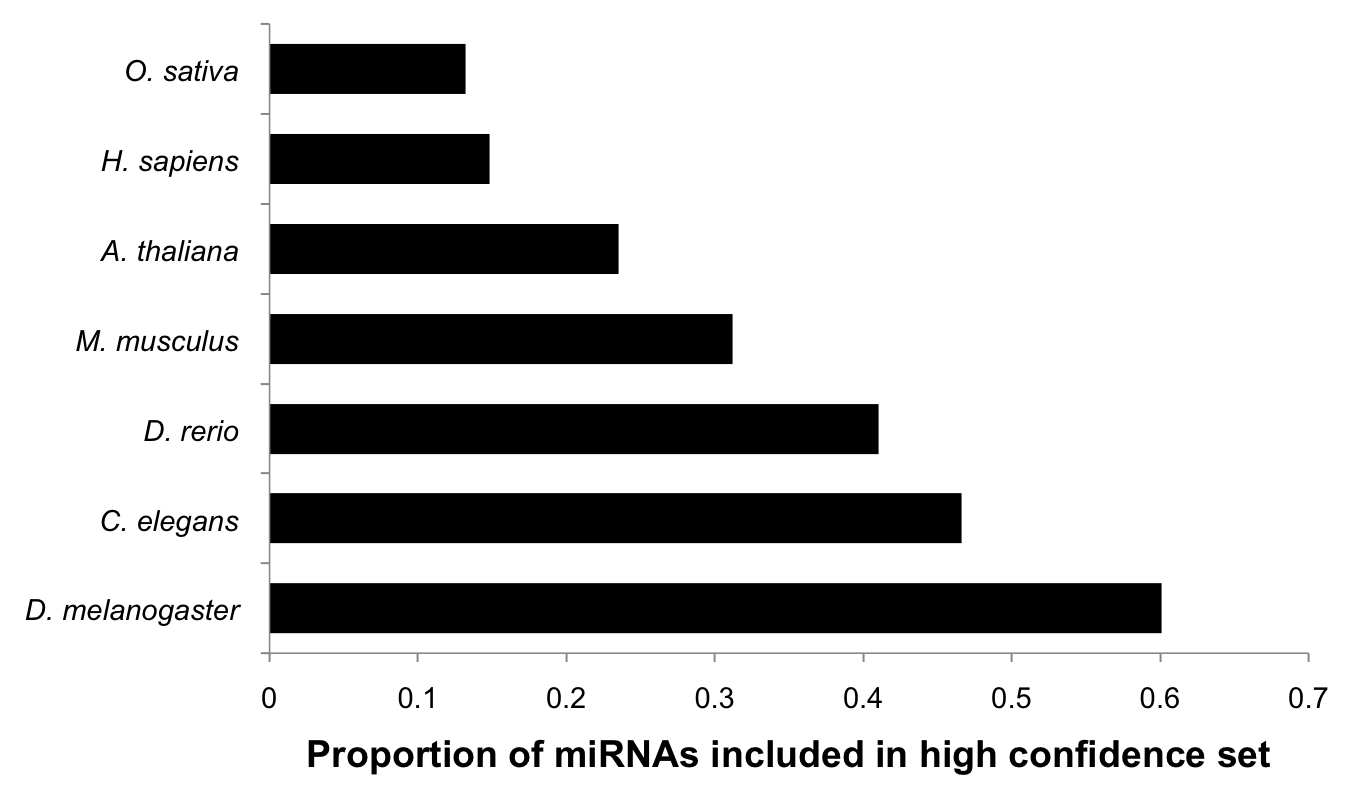 O. sativa
H. sapiens
A. thaliana
M. musculus
D. rerio
C. elegans
D. melanogaster
0 0.1 0.2 0.3 0.4 0.5 0.6 0.7
Proportion of miRNAs included in high confidence set